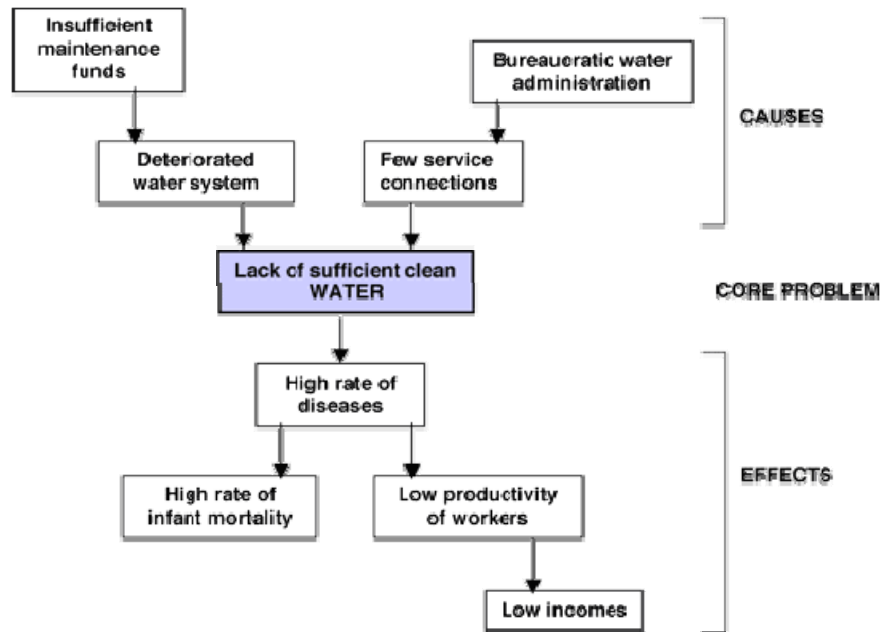 Insufficient
maintenance
funds
Bureaucratic water
administration
CAUSES
Deteriorated
water system
Few service
connections
Lack of sufficient clean
WATER
CORE PROBLEM
High rate of
diseases
EFFECTS
High rate of
infant mortality
Low productivity
of workers
Low incomes